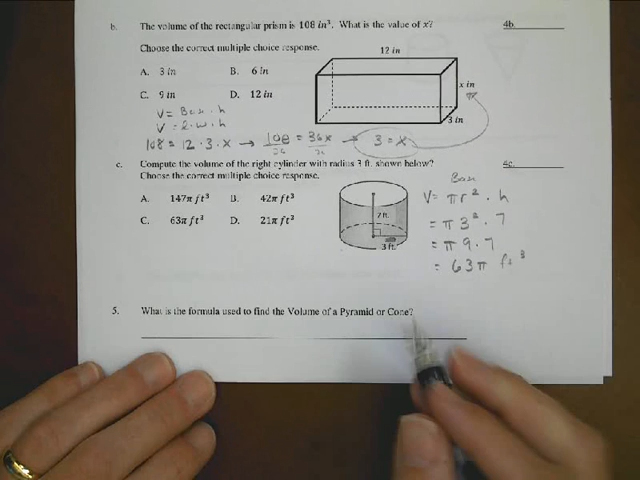 b. The volume of the rectangular prism is 108 in³. What is the value of x? 4b.
Choose the correct multiple choice response.
12 in
A. 3 in B. 6 in
x in
C. 9 in D. 12 in
3 in
V = Base · h
V = l · w · h
108 = 12 · 3 · x → 108 = 36x → 3 = x
36 36
c. Compute the volume of the right cylinder with radius 3 ft. shown below? 4c.
Choose the correct multiple choice response.
Base
A. 147π ft³ B. 42π ft³
V = πr² · h
C. 63π ft³ D. 21π ft³
7 ft.
= π 3² · 7
3 ft.
= π 9 · 7
= 63π ft³
5. What is the formula used to find the Volume of a Pyramid or Cone?